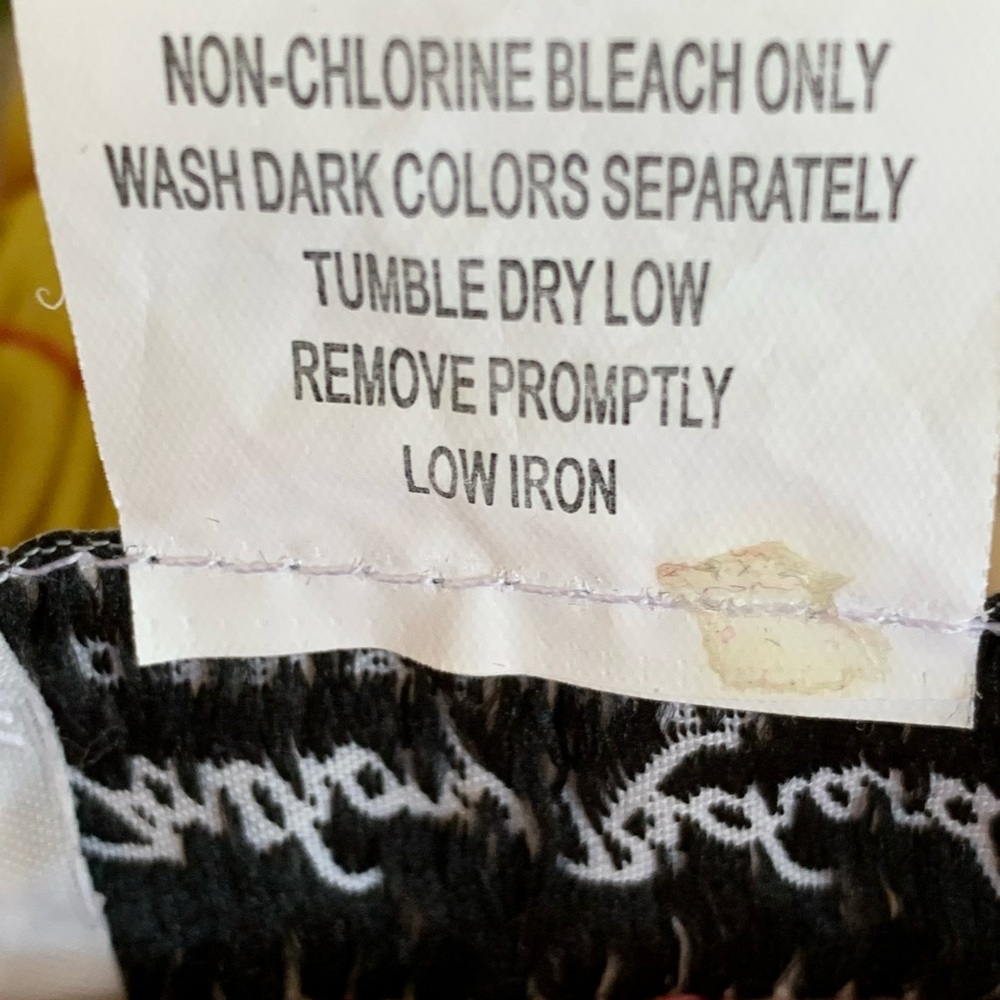 NON-CHLORINE BLEACH ONLY
WASH DARK COLORS SEPARATELY
TUMBLE DRY LOW
REMOVE PROMPTLY
LOW IRON